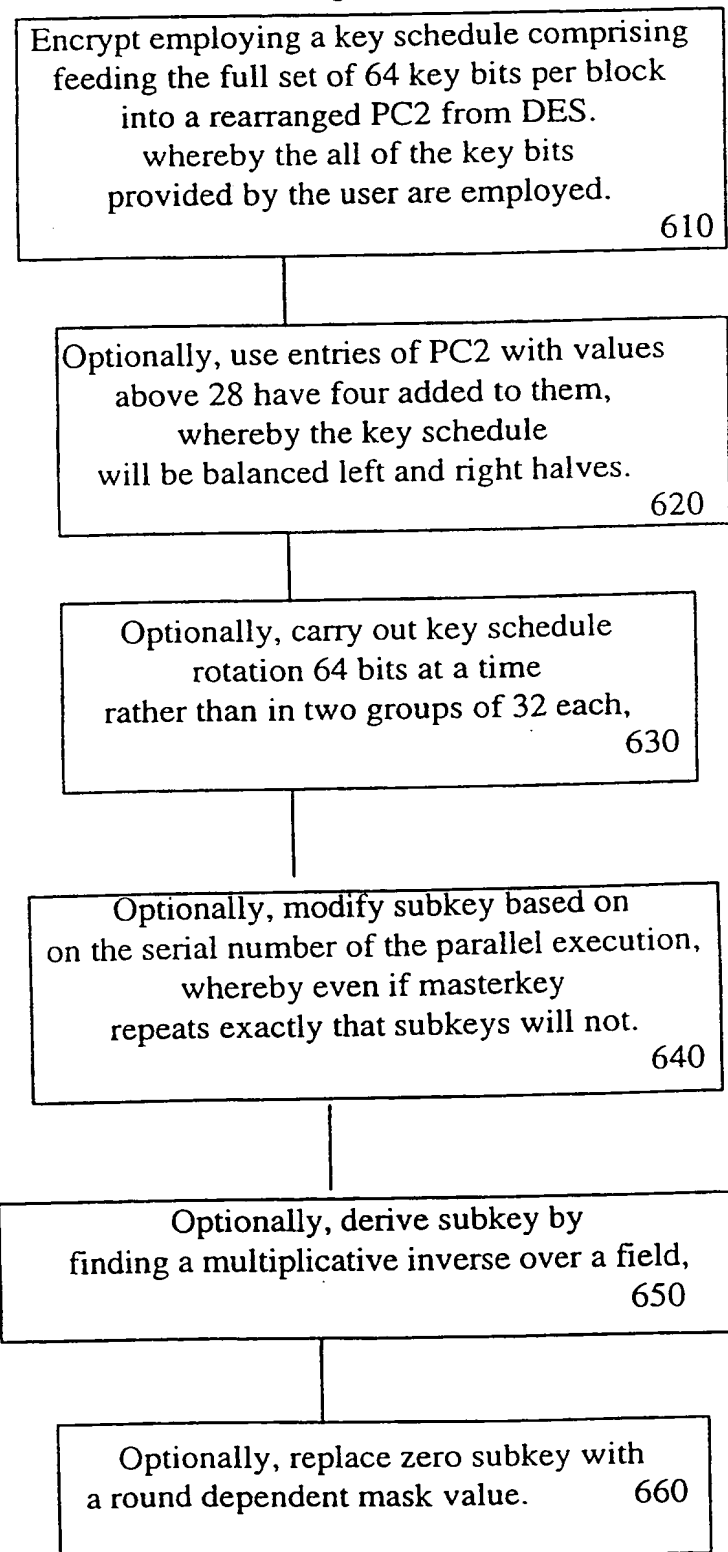 Encrypt employing a key schedule comprising
feeding the full set of 64 key bits per block
into a rearranged PC2 from DES.
whereby the all of the key bits
provided by the user are employed.
610
Optionally, use entries of PC2 with values
above 28 have four added to them,
whereby the key schedule
will be balanced left and right halves.
620
Optionally, carry out key schedule
rotation 64 bits at a time
rather than in two groups of 32 each,
630
Optionally, modify subkey based on
on the serial number of the parallel execution,
whereby even if masterkey
repeats exactly that subkeys will not.
640
Optionally, derive subkey by
finding a multiplicative inverse over a field,
650
Optionally, replace zero subkey with
a round dependent mask value. 660